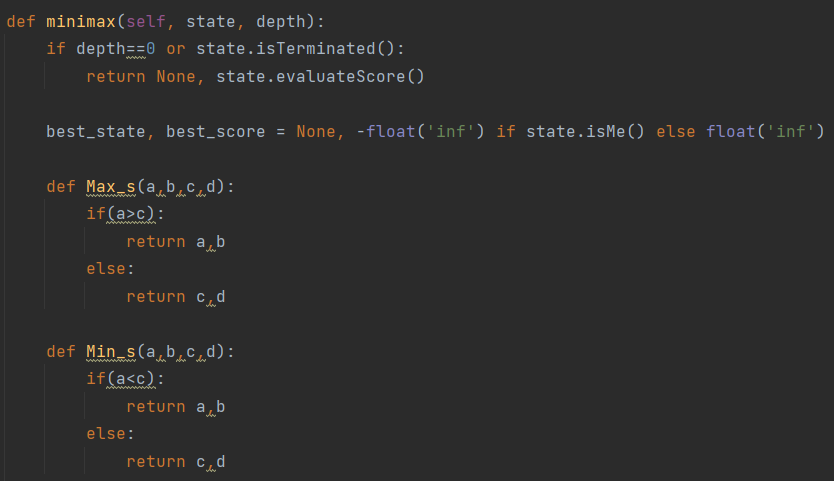 def minimax(self, state, depth):
    if depth==0 or state.isTerminated():
        return None, state.evaluateScore()

    best_state, best_score = None, -float('inf') if state.isMe() else float('inf')

    def Max_s(a,b,c,d):
        if(a>c):
            return a,b
        else:
            return c,d

    def Min_s(a,b,c,d):
        if(a<c):
            return a,b
        else:
            return c,d